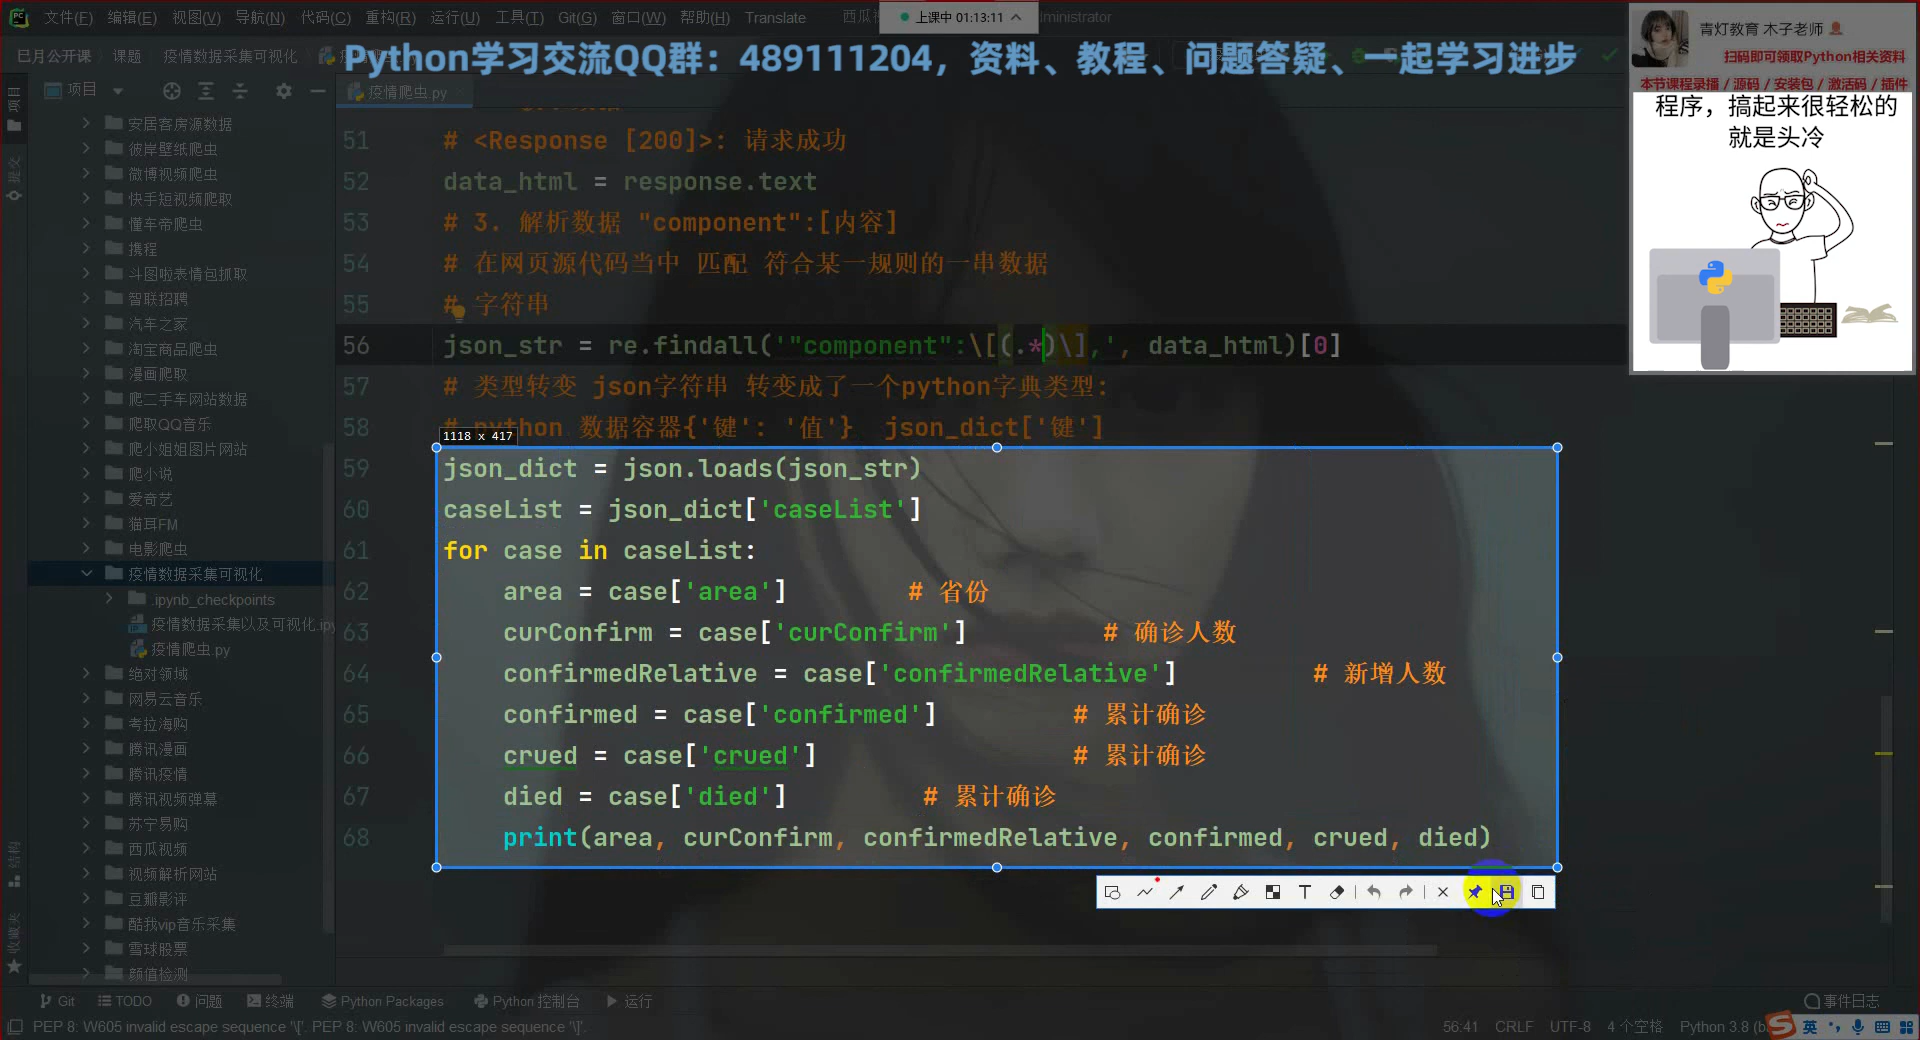 文件(F) 编辑(E) 视图(V) 导航(N) 代码(C) 重构(R) 运行(U) 工具(T) Git(G) 窗口(W) 帮助(H) Translate
上课中 01:13:11
dministrator
巳月公开课 课题 疫情数据采集可视化
Python学习交流QQ群：489111204，资料、教程、问题答疑、一起学习进步
青灯教育 木子老师
扫码即可领取Python相关资料
本节课程录播 / 源码 / 安装包 / 激活码 / 插件
程序，搞起来很轻松的
就是头冷
项目
疫情爬虫.py
安居客房源数据
彼岸壁纸爬虫
微博视频爬虫
快手短视频爬取
懂车帝爬虫
携程
斗图啦表情包抓取
智联招聘
汽车之家
淘宝商品爬虫
漫画爬取
爬二手车网站数据
爬取QQ音乐
爬小姐姐图片网站
爬小说
爱奇艺
猫耳FM
电影爬虫
疫情数据采集可视化
.ipynb_checkpoints
疫情数据采集以及可视化.ipy
疫情爬虫.py
绝对领域
网易云音乐
考拉海购
腾讯漫画
腾讯疫情
腾讯视频弹幕
苏宁易购
西瓜视频
视频解析网站
豆瓣影评
酷我vip音乐采集
雪球股票
颜值检测
项目
提交
结构
收藏夹
51 # <Response [200]>: 请求成功
52 data_html = response.text
53 # 3. 解析数据 "component":[内容]
54 # 在网页源代码当中 匹配 符合某一规则的一串数据
55 # 字符串
56 json_str = re.findall('"component":\[(.*)\],', data_html)[0]
57 # 类型转变 json字符串 转变成了一个python字典类型:
58 # python 数据容器{'键': '值'} json_dict['键']
1118 x 417
59 json_dict = json.loads(json_str)
60 caseList = json_dict['caseList']
61 for case in caseList:
62 area = case['area'] # 省份
63 curConfirm = case['curConfirm'] # 确诊人数
64 confirmedRelative = case['confirmedRelative'] # 新增人数
65 confirmed = case['confirmed'] # 累计确诊
66 crued = case['crued'] # 累计确诊
67 died = case['died'] # 累计确诊
68 print(area, curConfirm, confirmedRelative, confirmed, crued, died)
Git TODO 问题 终端 Python Packages Python 控制台 运行 事件日志
PEP 8: W605 invalid escape sequence '\['. PEP 8: W605 invalid escape sequence '\]'.
56:41 CRLF UTF-8 4 个空格 Python 3.8 (b
英